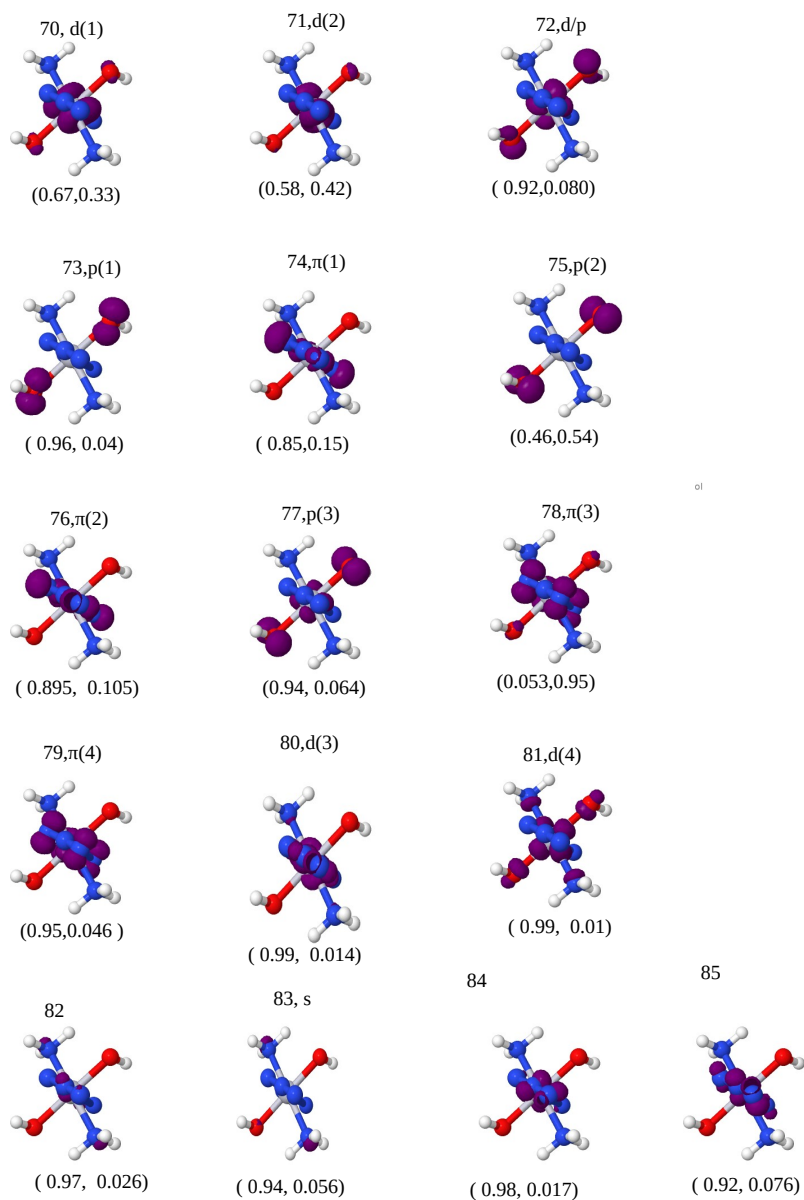 70, d(1)
71,d(2)
72,d/p
(0.67,0.33)
(0.58, 0.42)
( 0.92,0.080)
73,p(1)
74,π(1)
75,p(2)
( 0.96, 0.04)
( 0.85,0.15)
(0.46,0.54)
ol
76,π(2)
77,p(3)
78,π(3)
( 0.895, 0.105)
(0.94, 0.064)
(0.053,0.95)
79,π(4)
80,d(3)
81,d(4)
(0.95,0.046 )
( 0.99, 0.014)
( 0.99, 0.01)
82
83, s
84
85
( 0.97, 0.026)
(0.94, 0.056)
( 0.98, 0.017)
( 0.92, 0.076)